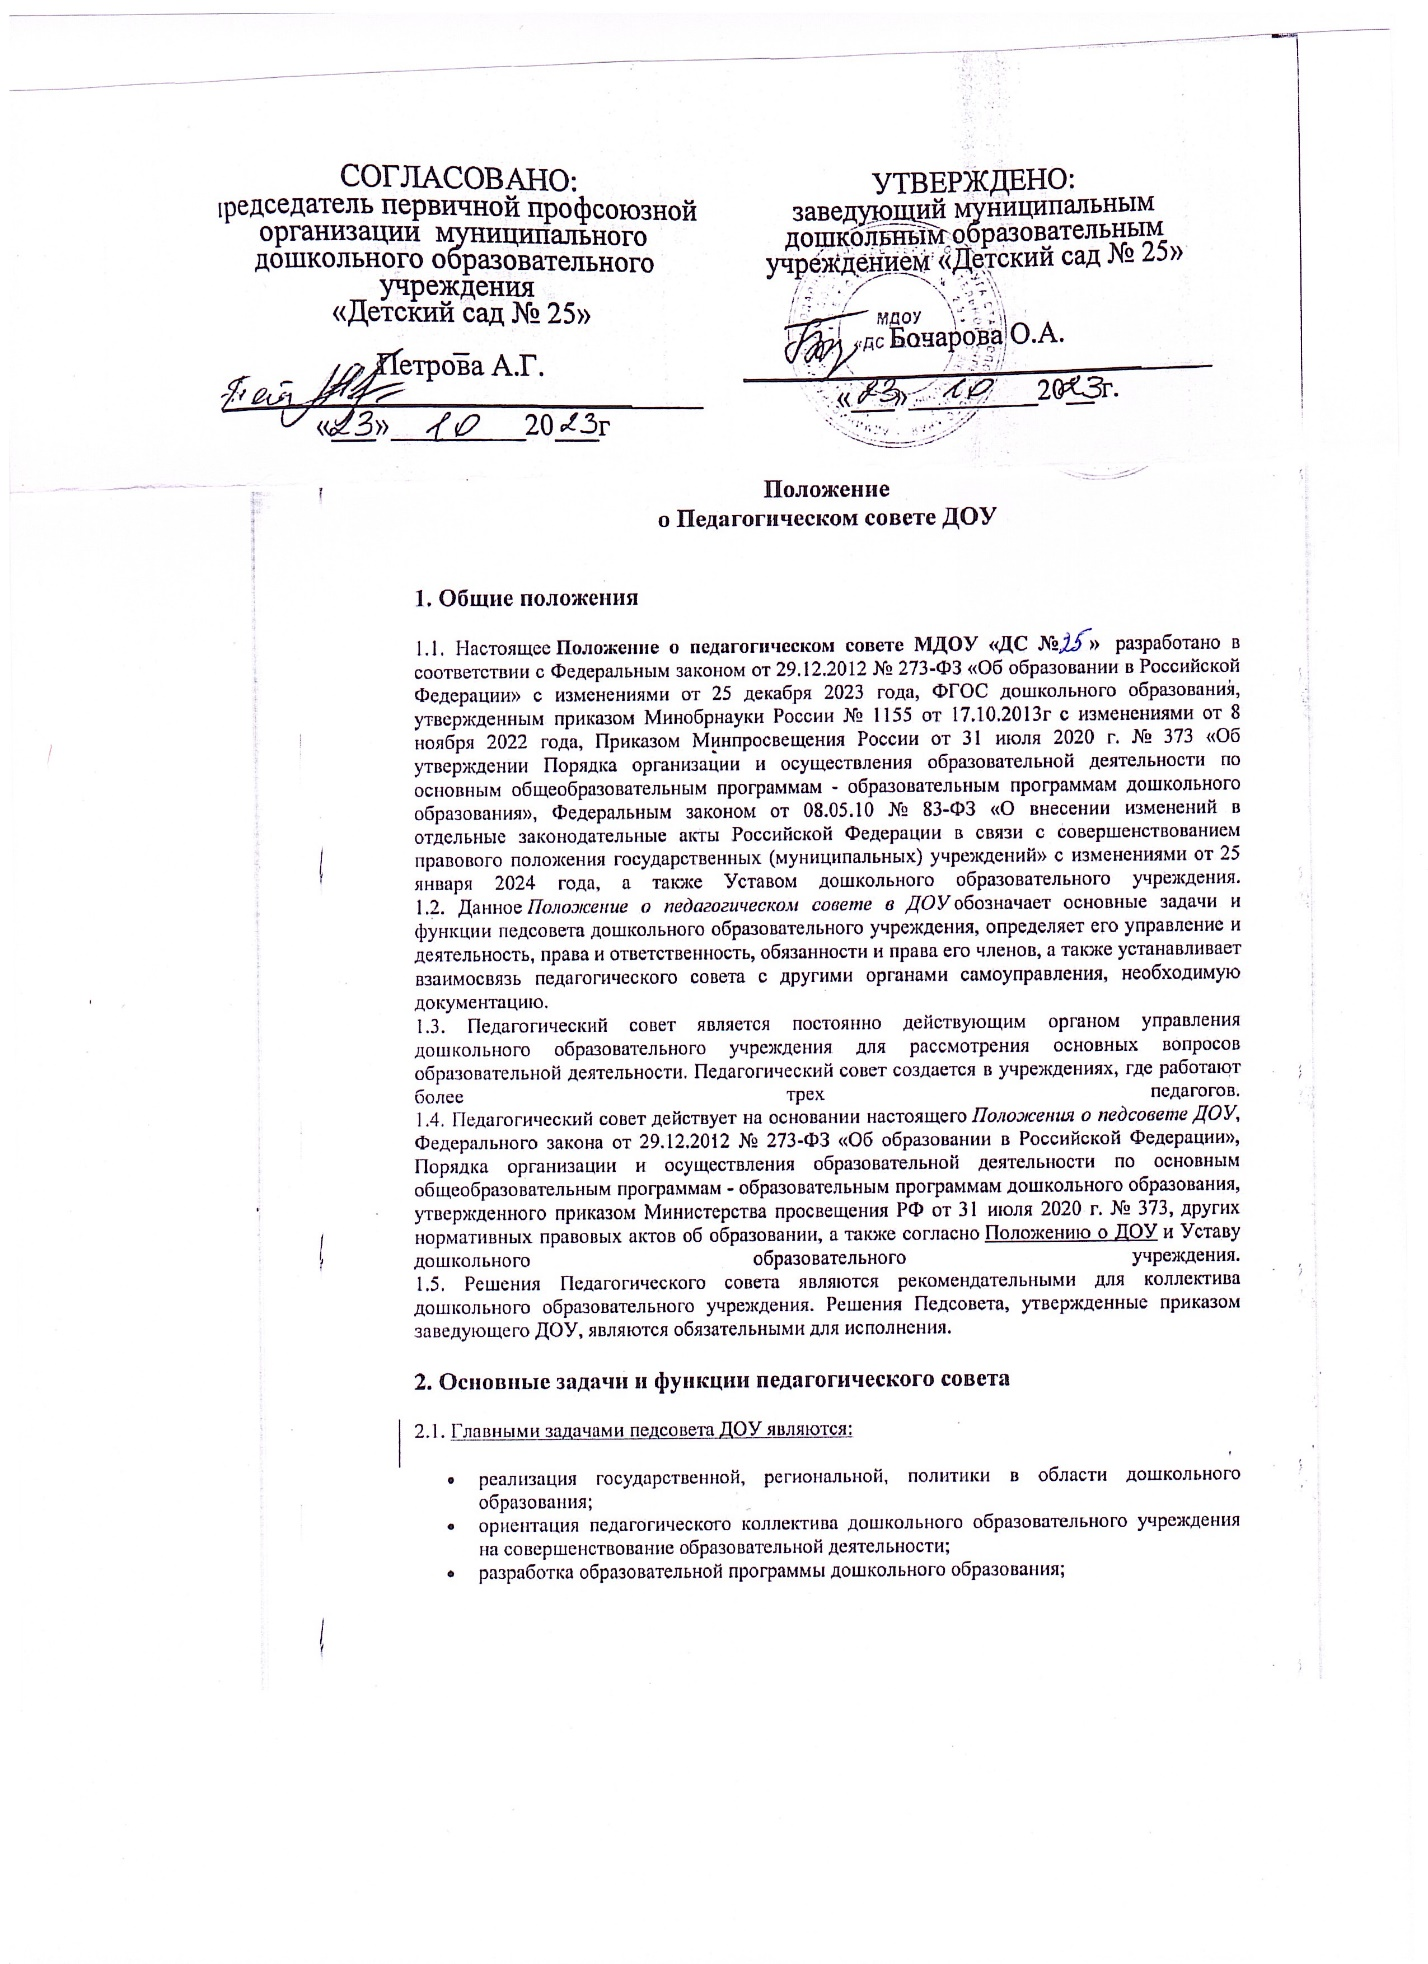 СОГЛАСОВАНО:
редседатель первичной профсоюзной
организации муниципального
дошкольного образовательного
учреждения
«Детский сад № 25»
Петрова А.Г.
«23» 10 2023г
УТВЕРЖДЕНО:
заведующий муниципальным
дошкольным образовательным
учреждением «Детский сад № 25»
МДОУ
ДС Бочарова О.А.
«23» 10 2023г.
Положение
о Педагогическом совете ДОУ
1. Общие положения
1.1. Настоящее Положение о педагогическом совете МДОУ «ДС №25» разработано в
соответствии с Федеральным законом от 29.12.2012 № 273-ФЗ «Об образовании в Российской
Федерации» с изменениями от 25 декабря 2023 года, ФГОС дошкольного образования,
утвержденным приказом Минобрнауки России № 1155 от 17.10.2013г с изменениями от 8
ноября 2022 года, Приказом Минпросвещения России от 31 июля 2020 г. № 373 «Об
утверждении Порядка организации и осуществления образовательной деятельности по
основным общеобразовательным программам - образовательным программам дошкольного
образования», Федеральным законом от 08.05.10 № 83-ФЗ «О внесении изменений в
отдельные законодательные акты Российской Федерации в связи с совершенствованием
правового положения государственных (муниципальных) учреждений» с изменениями от 25
января 2024 года, а также Уставом дошкольного образовательного учреждения.
1.2. Данное Положение о педагогическом совете в ДОУ обозначает основные задачи и
функции педсовета дошкольного образовательного учреждения, определяет его управление и
деятельность, права и ответственность, обязанности и права его членов, а также устанавливает
взаимосвязь педагогического совета с другими органами самоуправления, необходимую
документацию.
1.3. Педагогический совет является постоянно действующим органом управления
дошкольного образовательного учреждения для рассмотрения основных вопросов
образовательной деятельности. Педагогический совет создается в учреждениях, где работают
более трех педагогов.
1.4. Педагогический совет действует на основании настоящего Положения о педсовете ДОУ,
Федерального закона от 29.12.2012 № 273-ФЗ «Об образовании в Российской Федерации»,
Порядка организации и осуществления образовательной деятельности по основным
общеобразовательным программам - образовательным программам дошкольного образования,
утвержденного приказом Министерства просвещения РФ от 31 июля 2020 г. № 373, других
нормативных правовых актов об образовании, а также согласно Положению о ДОУ и Уставу
дошкольного образовательного учреждения.
1.5. Решения Педагогического совета являются рекомендательными для коллектива
дошкольного образовательного учреждения. Решения Педсовета, утвержденные приказом
заведующего ДОУ, являются обязательными для исполнения.
2. Основные задачи и функции педагогического совета
2.1. Главными задачами педсовета ДОУ являются:
• реализация государственной, региональной, политики в области дошкольного
образования;
• ориентация педагогического коллектива дошкольного образовательного учреждения
на совершенствование образовательной деятельности;
• разработка образовательной программы дошкольного образования;